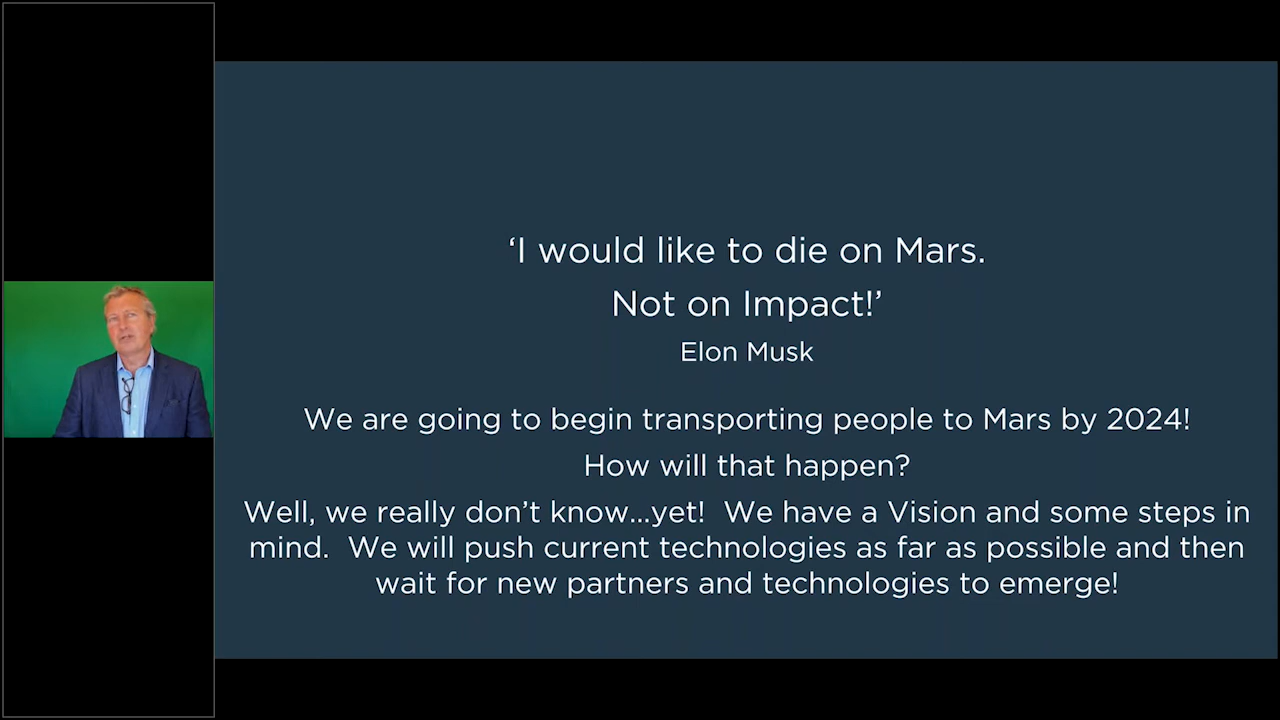 ‘I would like to die on Mars.
Not on Impact!’
Elon Musk
We are going to begin transporting people to Mars by 2024!
How will that happen?
Well, we really don’t know...yet!  We have a Vision and some steps in
mind.  We will push current technologies as far as possible and then
wait for new partners and technologies to emerge!